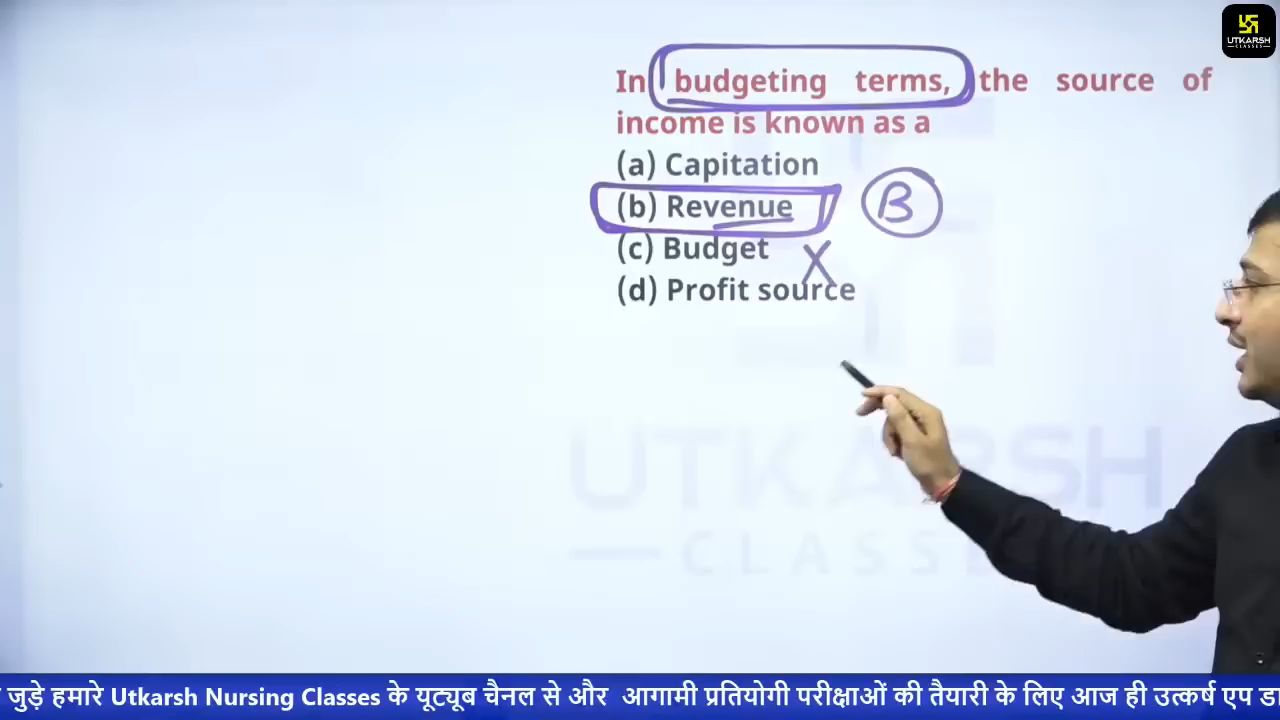 UTKARSH
CLASSES
In budgeting terms, the source of
income is known as a
(a) Capitation
(b) Revenue B
(c) Budget X
(d) Profit source
UTKARSH
CLASSES
जुड़े हमारे Utkarsh Nursing Classes के यूट्यूब चैनल से और आगामी प्रतियोगी परीक्षाओं की तैयारी के लिए आज ही उत्कर्ष एप